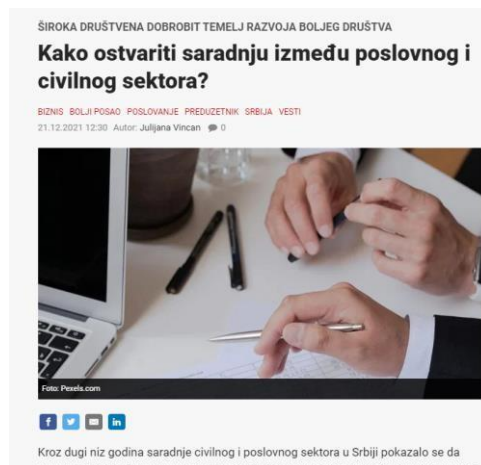 ŠIROKA DRUŠTVENA DOBROBIT TEMELJ RAZVOJA BOLJEG DRUŠTVA
Kako ostvariti saradnju između poslovnog i
civilnog sektora?
BIZNIS BOLJI POSAO POSLOVANJE PREDUZETNIK SRBIJA VESTI
21.12.2021 12:30 Autor: Julijana Vincan 0
Foto: Pexels.com
Kroz dugi niz godina saradnje civilnog i poslovnog sektora u Srbiji pokazalo se da